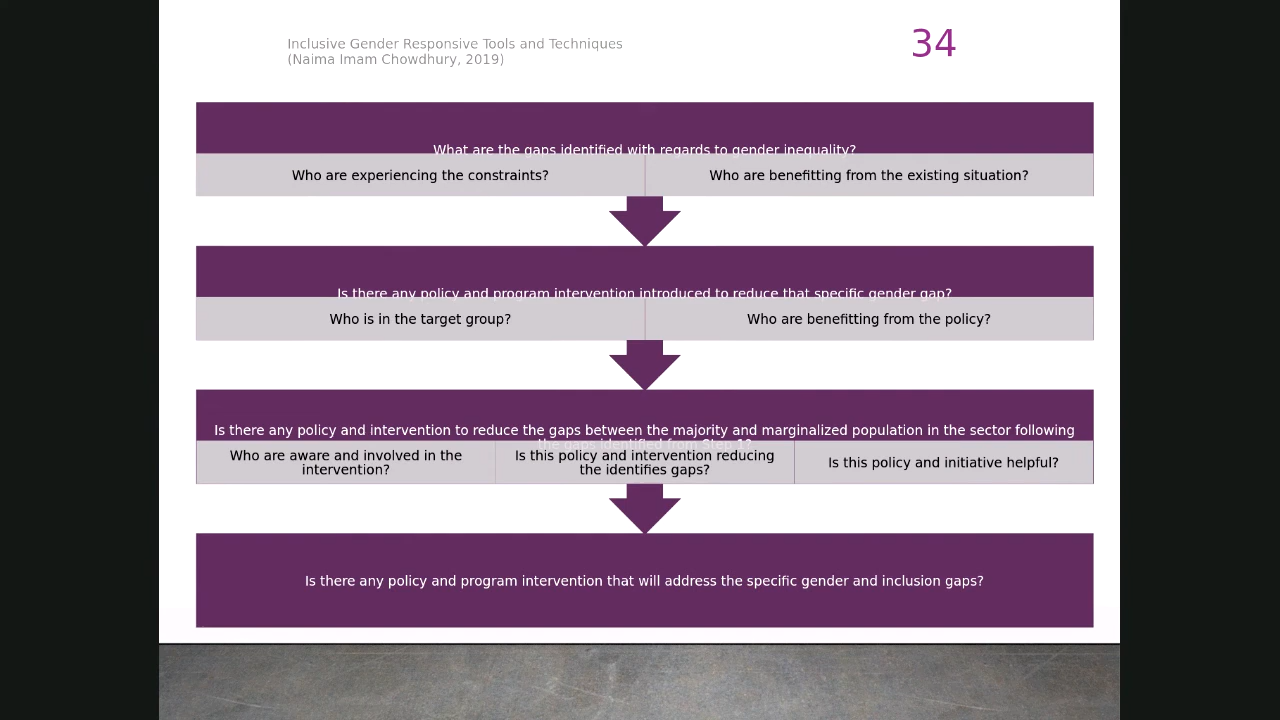 Inclusive Gender Responsive Tools and Techniques
(Naima Imam Chowdhury, 2019)
34
What are the gaps identified with regards to gender inequality?
Who are experiencing the constraints?
Who are benefitting from the existing situation?
Is there any policy and program intervention introduced to reduce that specific gender gap?
Who is in the target group?
Who are benefitting from the policy?
Is there any policy and intervention to reduce the gaps between the majority and marginalized population in the sector following
the gaps identified from Step 1?
Who are aware and involved in the
intervention?
Is this policy and intervention reducing
the identifies gaps?
Is this policy and initiative helpful?
Is there any policy and program intervention that will address the specific gender and inclusion gaps?